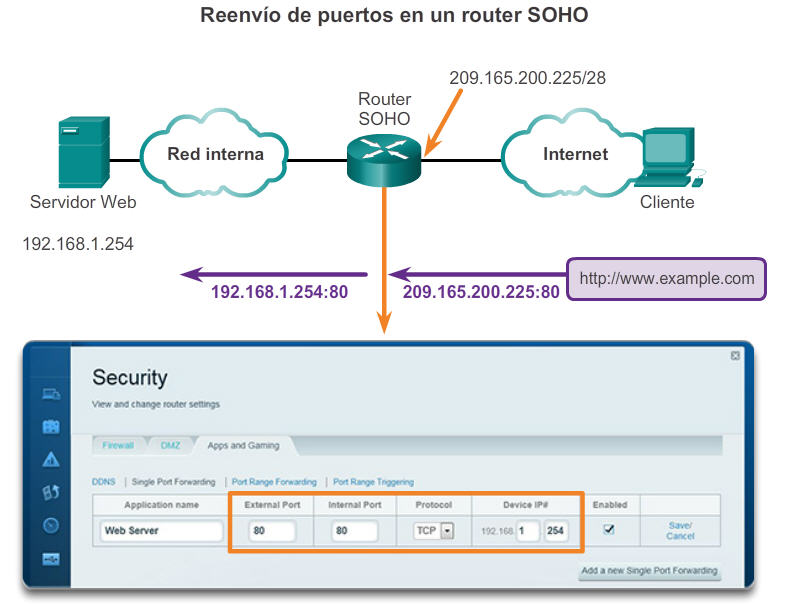 Reenvío de puertos en un router SOHO
209.165.200.225/28
Router
SOHO
Red interna
Internet
Servidor Web
Cliente
192.168.1.254
192.168.1.254:80
209.165.200.225:80
http://www.example.com
Security
View and change router settings
Firewall DMZ Apps and Gaming
DDNS | Single Port Forwarding | Port Range Forwarding | Port Range Triggering
Application name External Port Internal Port Protocol Device IP# Enabled
Web Server 80 80 TCP 192.168. 1 254 Save/
Cancel
Add a new Single Port Forwarding